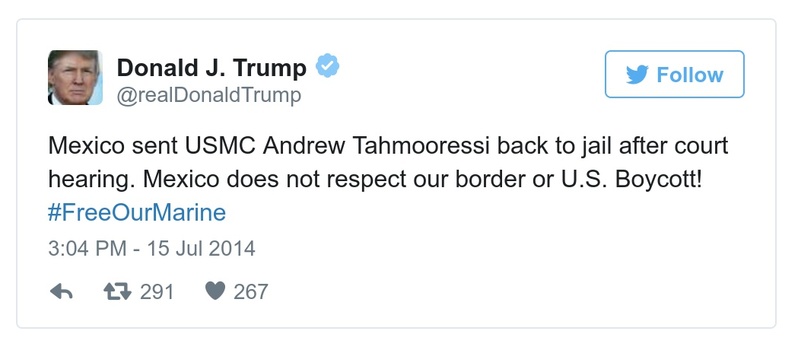 Donald J. Trump
@realDonaldTrump
Follow
Mexico sent USMC Andrew Tahmooressi back to jail after court
hearing. Mexico does not respect our border or U.S. Boycott!
#FreeOurMarine
3:04 PM - 15 Jul 2014
291 267